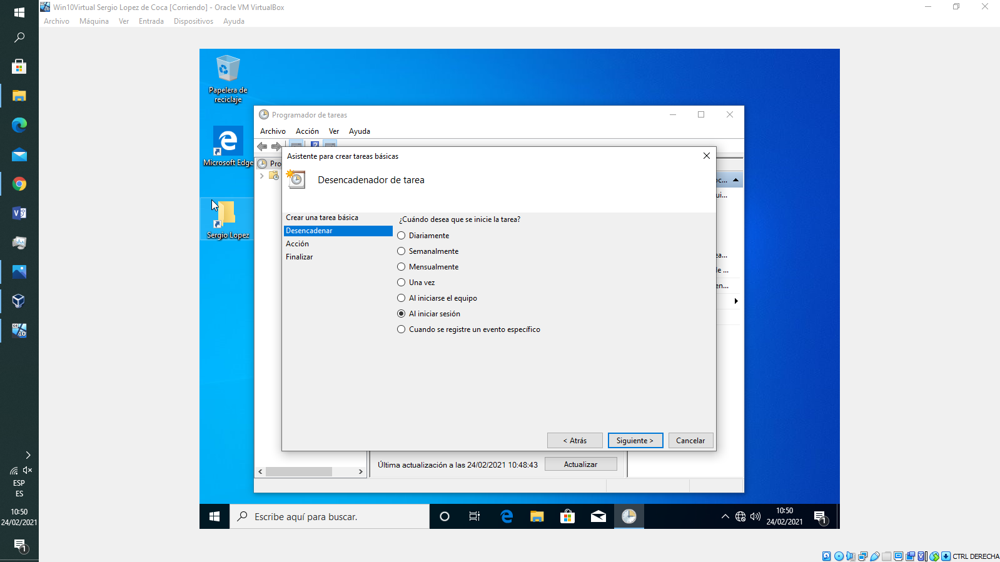 Win10Virtual Sergio Lopez de Coca [Corriendo] - Oracle VM VirtualBox
Archivo Máquina Ver Entrada Dispositivos Ayuda
Papelera de
reciclaje
Microsoft Edge
Sergio Lopez
Programador de tareas
Archivo Acción Ver Ayuda
Pro
Asistente para crear tareas básicas
Desencadenador de tarea
Crear una tarea básica
Desencadenar
Acción
Finalizar
¿Cuándo desea que se inicie la tarea?
Diariamente
Semanalmente
Mensualmente
Una vez
Al iniciarse el equipo
Al iniciar sesión
Cuando se registre un evento específico
oc...
ui...
ea...
de ...
en...
< Atrás Siguiente > Cancelar
Última actualización a las 24/02/2021 10:48:43 Actualizar
Escribe aquí para buscar.
10:50
24/02/2021
1
ESP
ES
10:50
24/02/2021
1
CTRL DERECHA